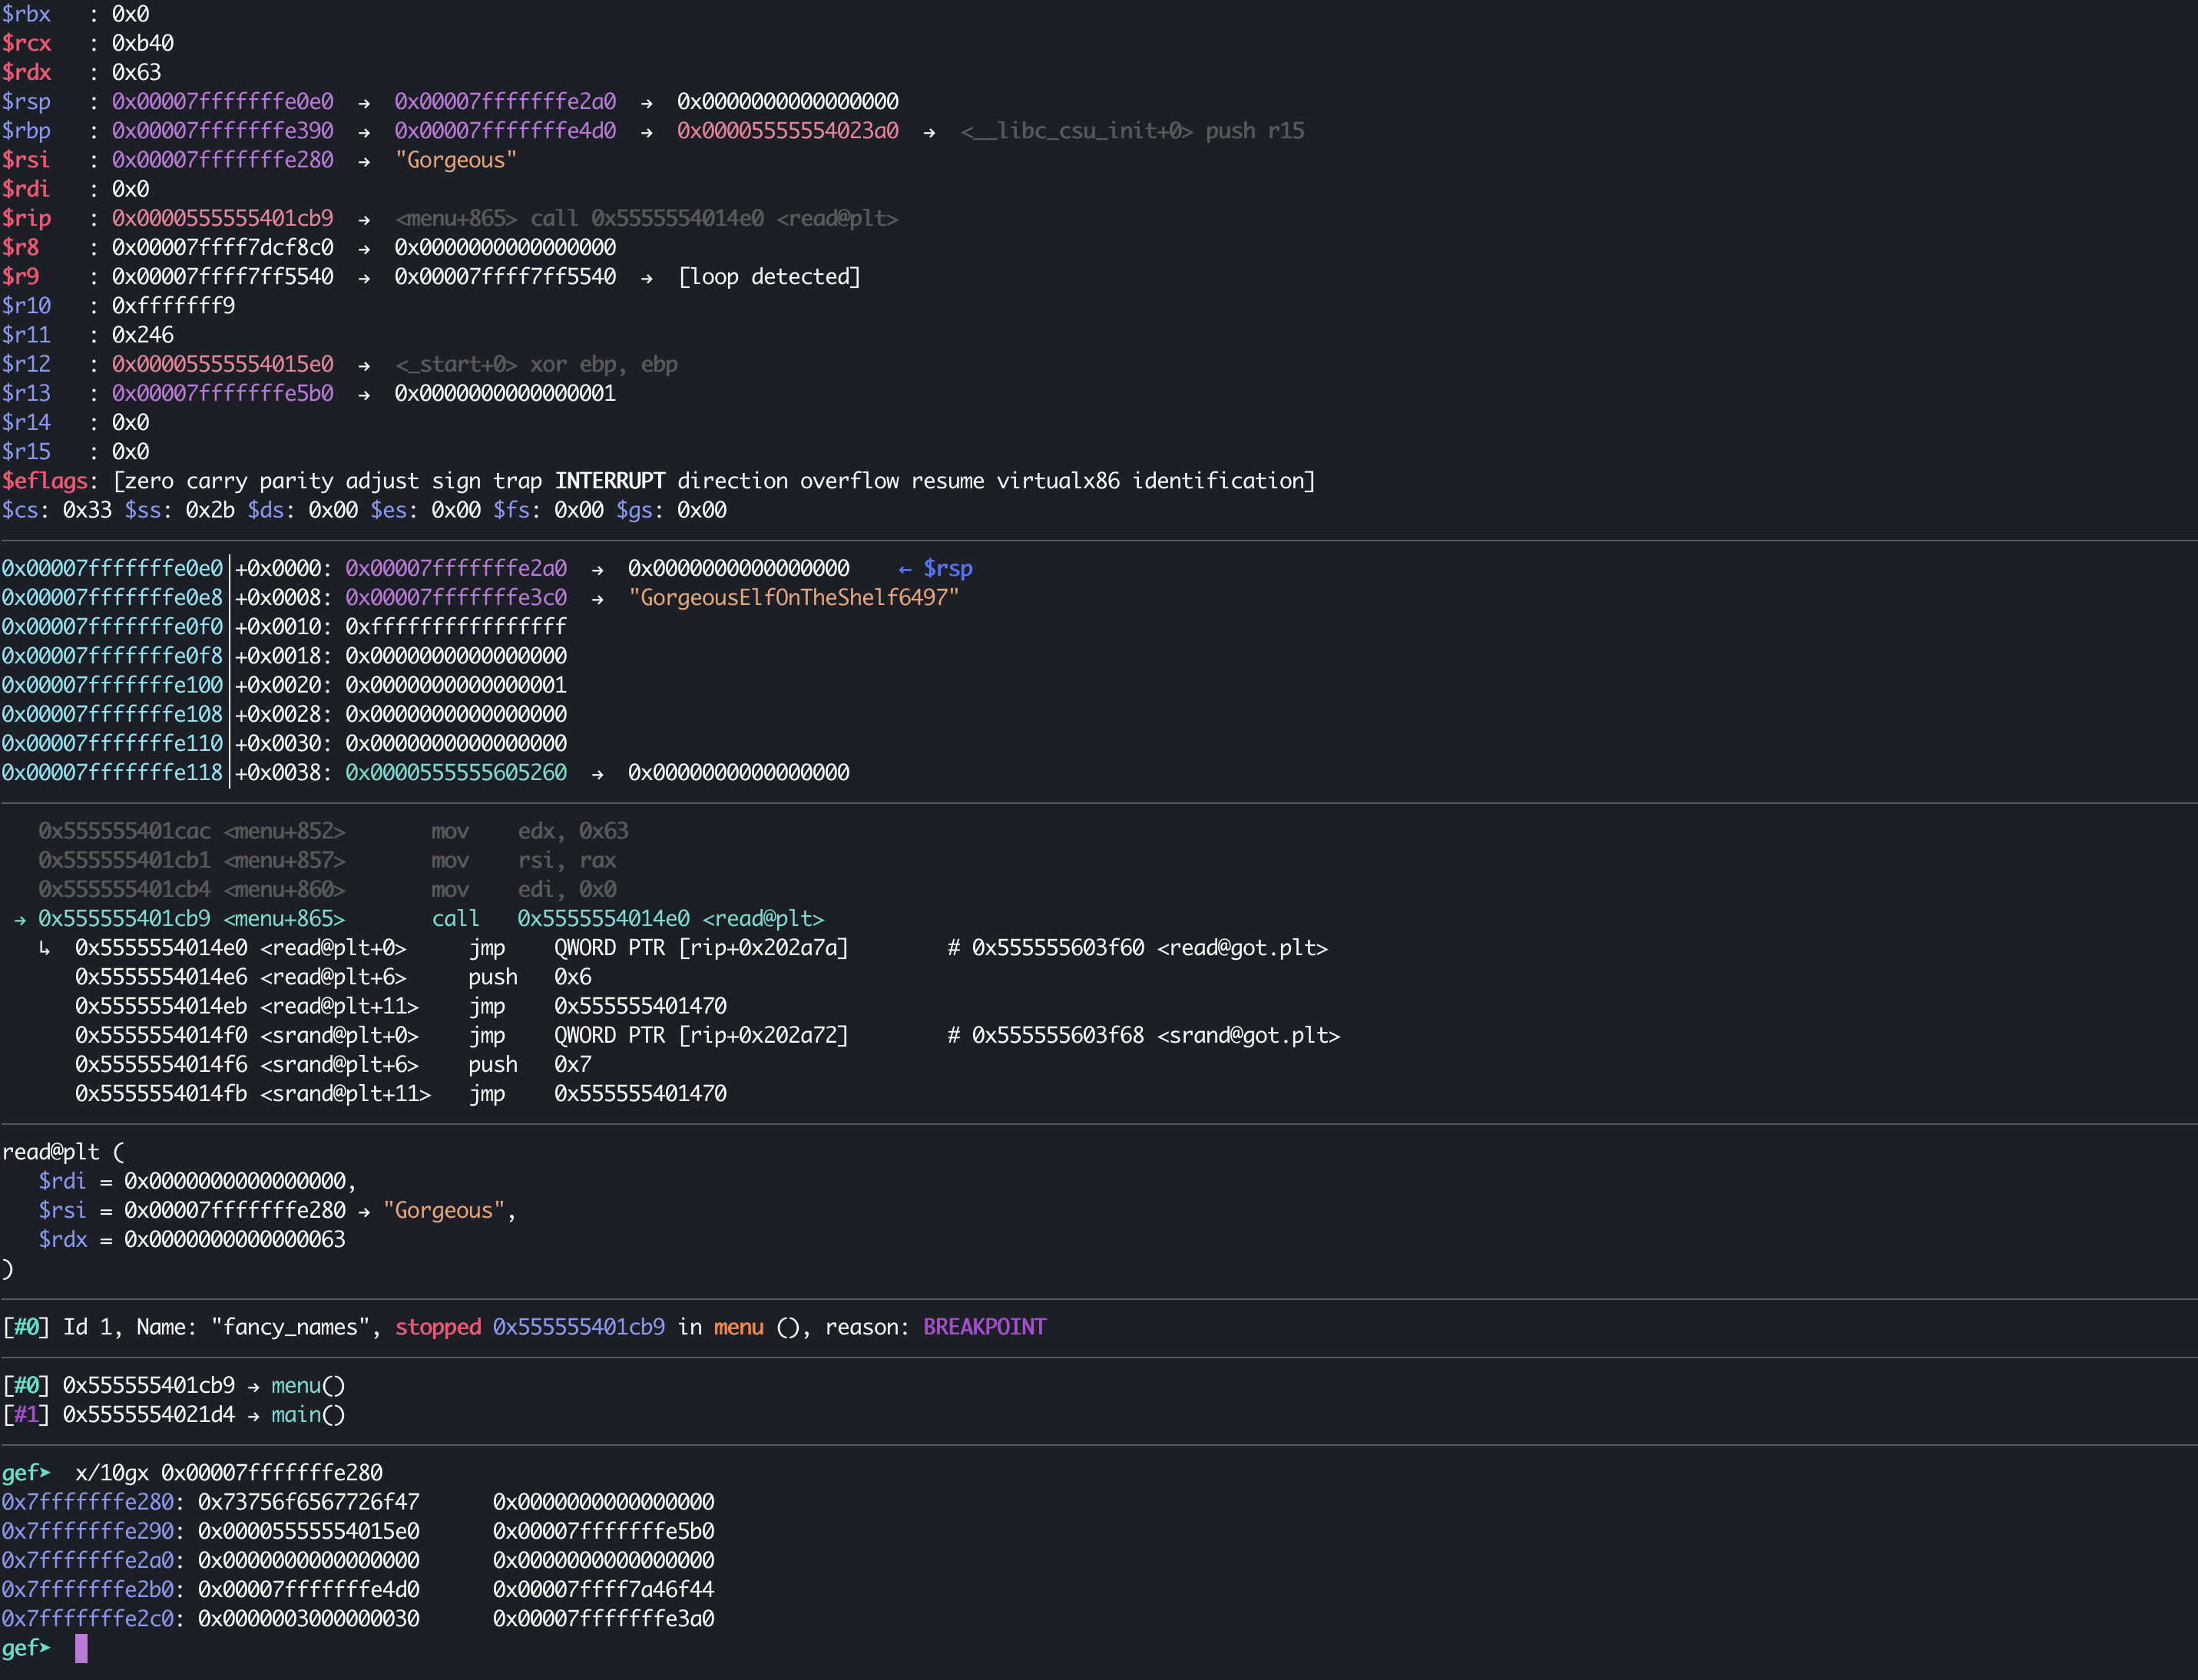 $rbx   : 0x0
$rcx   : 0xb40
$rdx   : 0x63
$rsp   : 0x00007fffffffe0e0  →  0x00007fffffffe2a0  →  0x0000000000000000
$rbp   : 0x00007fffffffe390  →  0x00007fffffffe4d0  →  0x00005555554023a0  →  <__libc_csu_init+0> push r15
$rsi   : 0x00007fffffffe280  →  "Gorgeous"
$rdi   : 0x0
$rip   : 0x0000555555401cb9  →  <menu+865> call 0x5555554014e0 <read@plt>
$r8    : 0x00007ffff7dcf8c0  →  0x0000000000000000
$r9    : 0x00007ffff7ff5540  →  0x00007ffff7ff5540  →  [loop detected]
$r10   : 0xfffffff9
$r11   : 0x246
$r12   : 0x00005555554015e0  →  <_start+0> xor ebp, ebp
$r13   : 0x00007fffffffe5b0  →  0x0000000000000001
$r14   : 0x0
$r15   : 0x0
$eflags: [zero carry parity adjust sign trap INTERRUPT direction overflow resume virtualx86 identification]
$cs: 0x33 $ss: 0x2b $ds: 0x00 $es: 0x00 $fs: 0x00 $gs: 0x00
0x00007fffffffe0e0│+0x0000: 0x00007fffffffe2a0  →  0x0000000000000000    ← $rsp
0x00007fffffffe0e8│+0x0008: 0x00007fffffffe3c0  →  "GorgeousElfOnTheShelf6497"
0x00007fffffffe0f0│+0x0010: 0xffffffffffffffff
0x00007fffffffe0f8│+0x0018: 0x0000000000000000
0x00007fffffffe100│+0x0020: 0x0000000000000001
0x00007fffffffe108│+0x0028: 0x0000000000000000
0x00007fffffffe110│+0x0030: 0x0000000000000000
0x00007fffffffe118│+0x0038: 0x0000555555605260  →  0x0000000000000000
   0x555555401cac <menu+852>       mov    edx, 0x63
   0x555555401cb1 <menu+857>       mov    rsi, rax
   0x555555401cb4 <menu+860>       mov    edi, 0x0
 → 0x555555401cb9 <menu+865>       call   0x5555554014e0 <read@plt>
   ↳  0x5555554014e0 <read@plt+0>     jmp    QWORD PTR [rip+0x202a7a]        # 0x555555603f60 <read@got.plt>
      0x5555554014e6 <read@plt+6>     push   0x6
      0x5555554014eb <read@plt+11>    jmp    0x555555401470
      0x5555554014f0 <srand@plt+0>    jmp    QWORD PTR [rip+0x202a72]        # 0x555555603f68 <srand@got.plt>
      0x5555554014f6 <srand@plt+6>    push   0x7
      0x5555554014fb <srand@plt+11>   jmp    0x555555401470
read@plt (
   $rdi = 0x0000000000000000,
   $rsi = 0x00007fffffffe280 → "Gorgeous",
   $rdx = 0x0000000000000063
)
[#0] Id 1, Name: "fancy_names", stopped 0x555555401cb9 in menu (), reason: BREAKPOINT
[#0] 0x555555401cb9 → menu()
[#1] 0x5555554021d4 → main()
gef➤  x/10gx 0x00007fffffffe280
0x7fffffffe280: 0x73756f6567726f47      0x0000000000000000
0x7fffffffe290: 0x00005555554015e0      0x00007fffffffe5b0
0x7fffffffe2a0: 0x0000000000000000      0x0000000000000000
0x7fffffffe2b0: 0x00007fffffffe4d0      0x00007ffff7a46f44
0x7fffffffe2c0: 0x0000003000000030      0x00007fffffffe3a0
gef➤